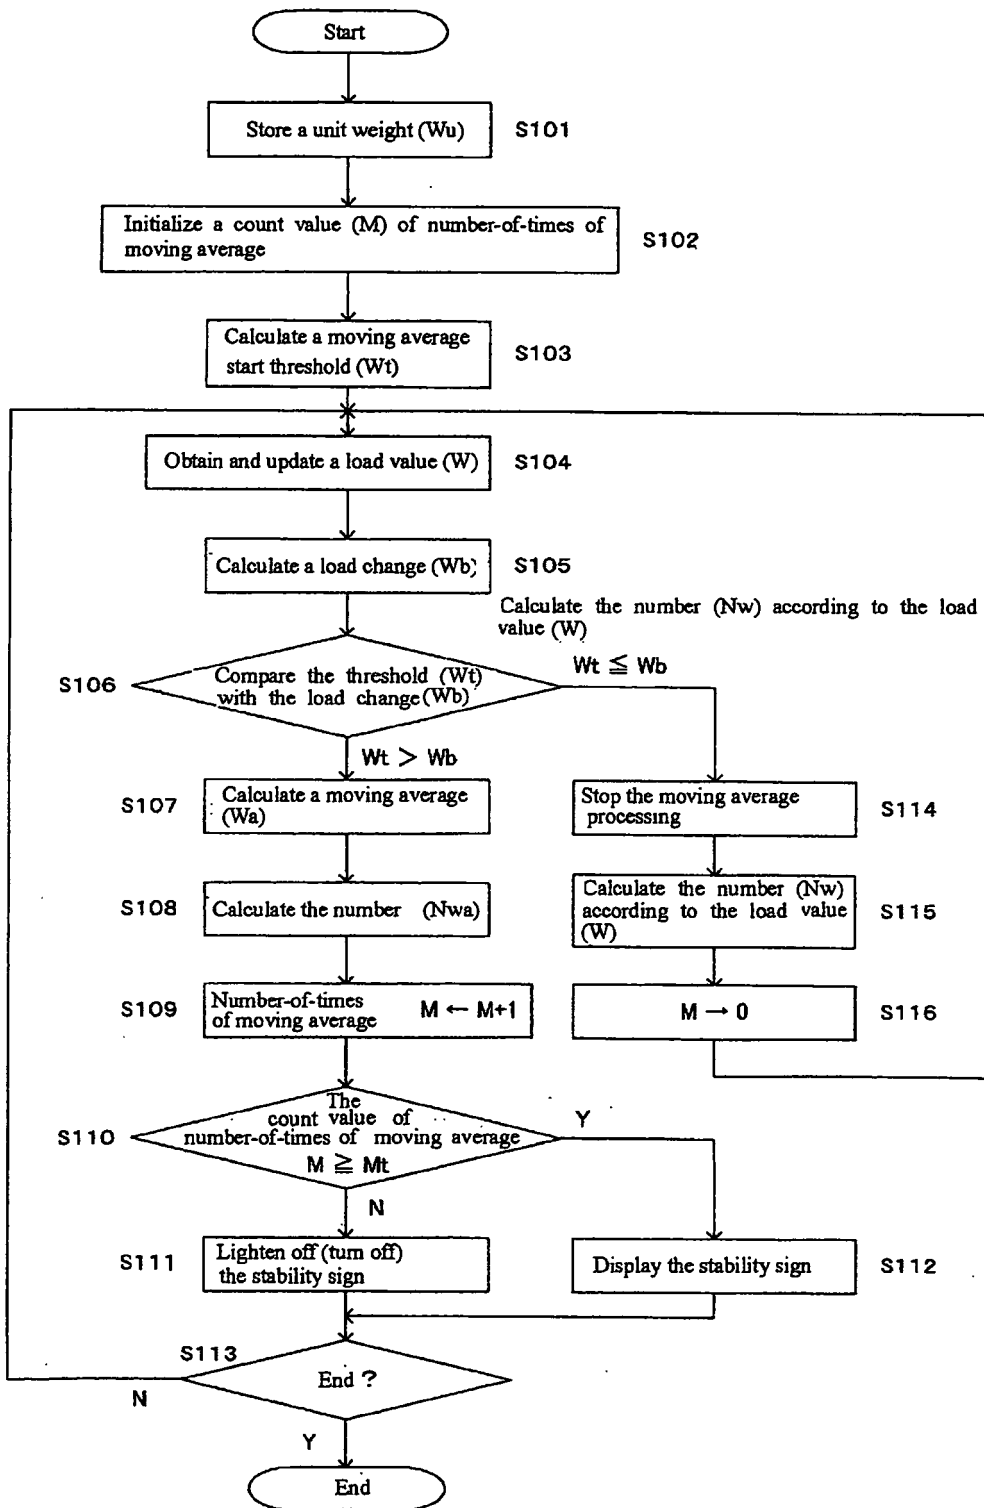 Start
Store a unit weight (Wu)
S101
Initialize a count value (M) of number-of-times of
moving average
S102
Calculate a moving average
start threshold (Wt)
S103
Obtain and update a load value (W)
S104
Calculate a load change (Wb)
S105
Calculate the number (Nw) according to the load
value (W)
S106
Compare the threshold (Wt)
with the load change (Wb)
Wt ≦ Wb
Wt > Wb
S107
Calculate a moving average
(Wa)
Stop the moving average
processing
S114
S108
Calculate the number (Nwa)
Calculate the number (Nw)
according to the load value
(W)
S115
S109
Number-of-times
of moving average
M ← M+1
M → 0
S116
S110
The
count value of
number-of-times of moving average
M ≧ Mt
Y
N
S111
Lighten off (turn off)
the stability sign
Display the stability sign
S112
S113
End ?
N
Y
End